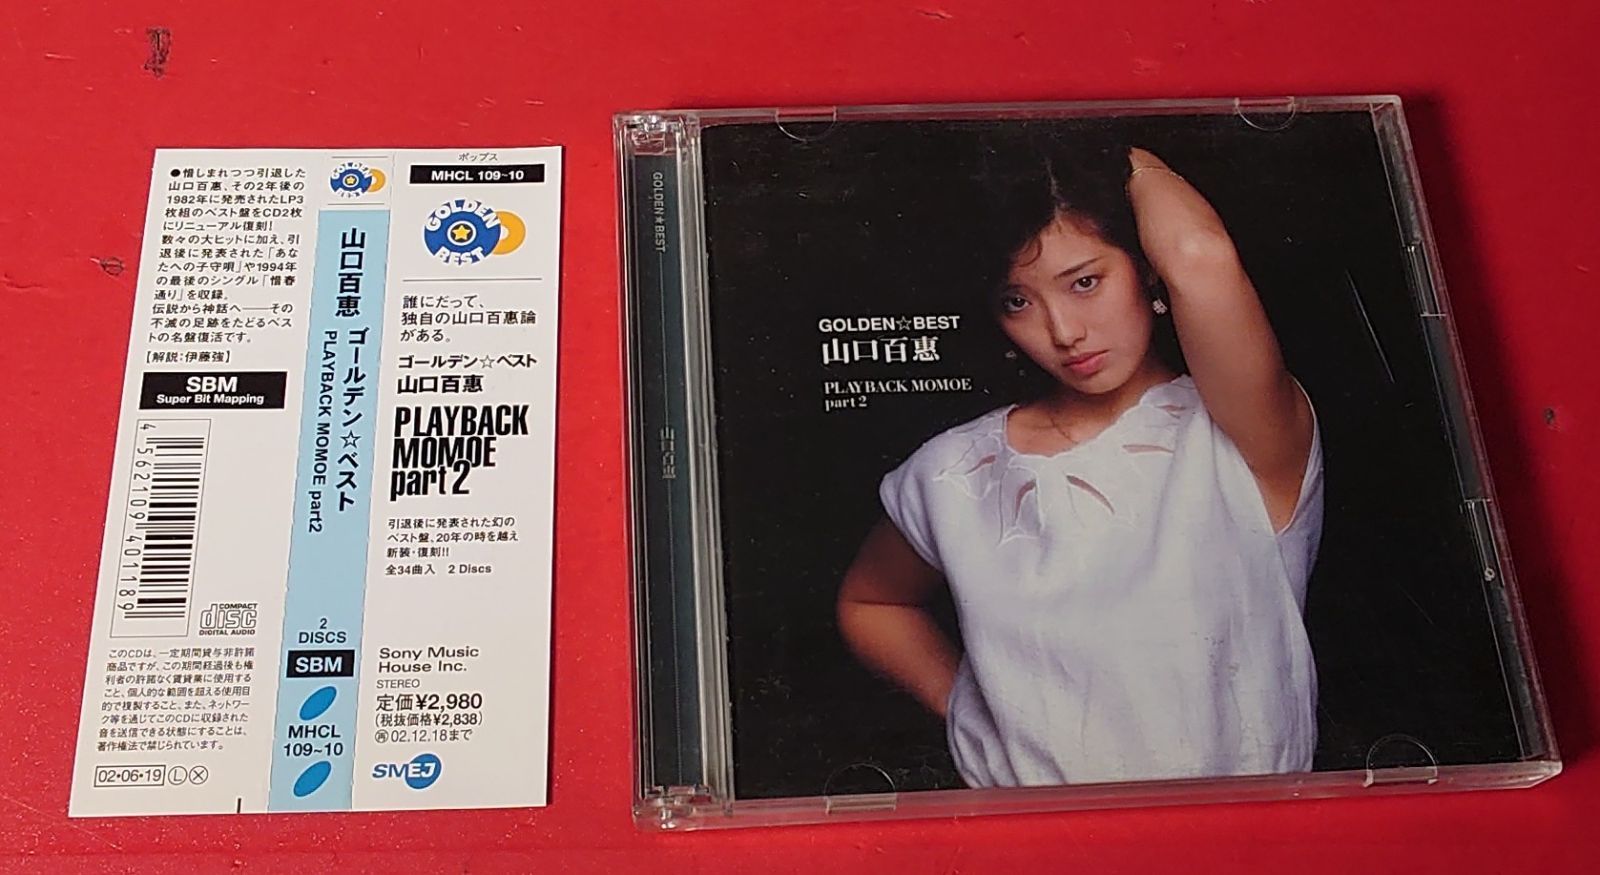 ●惜しまれつつ引退した
山口百恵、その2年後の
1982年に発売されたLP3
枚組のベスト盤をCD2枚
にリニューアル復刻!
数々の大ヒットに加え、引
退後に発表された「あな
たへの子守唄」や1994年
の最後のシングル「惜春
通り」を収録。
伝説から神話へ――その
不滅の足跡をたどるベス
トの名盤復活です。
【解説：伊藤強】
SBM
Super Bit Mapping
4562109401189
COMPACT
disc
DIGITAL AUDIO
このCDは、一定期間貸与非許諾
商品ですが、この期間経過後も権
利者の許諾なく賃貸業に使用する
こと、個人的な範囲を超える使用目
的で複製すること、また、ネットワー
ク等を通じてこのCDに収録された
音を送信できる状態にすることは、
著作権法で禁じられています。
02・06・19 Ⓛ Ⓧ
GOLDEN
BEST
山口百恵 ゴールデン☆ベスト
PLAYBACK MOMOE part2
2
DISCS
SBM
MHCL
109~10
ポップス
MHCL 109~10
GOLDEN
BEST
誰にだって、
独自の山口百恵論
がある。
ゴールデン☆ベスト
山口百恵
PLAYBACK
MOMOE
part 2
引退後に発表された幻の
ベスト盤、20年の時を越え
新装・復刻!!
全34曲入 2 Discs
Sony Music
House Inc.
STEREO
定価¥2,980
(税抜価格¥2,838)
㋫02.12.18まで
SMEJ
GOLDEN★BEST
山口百恵
GOLDEN☆BEST
山口百恵
PLAYBACK MOMOE
part 2